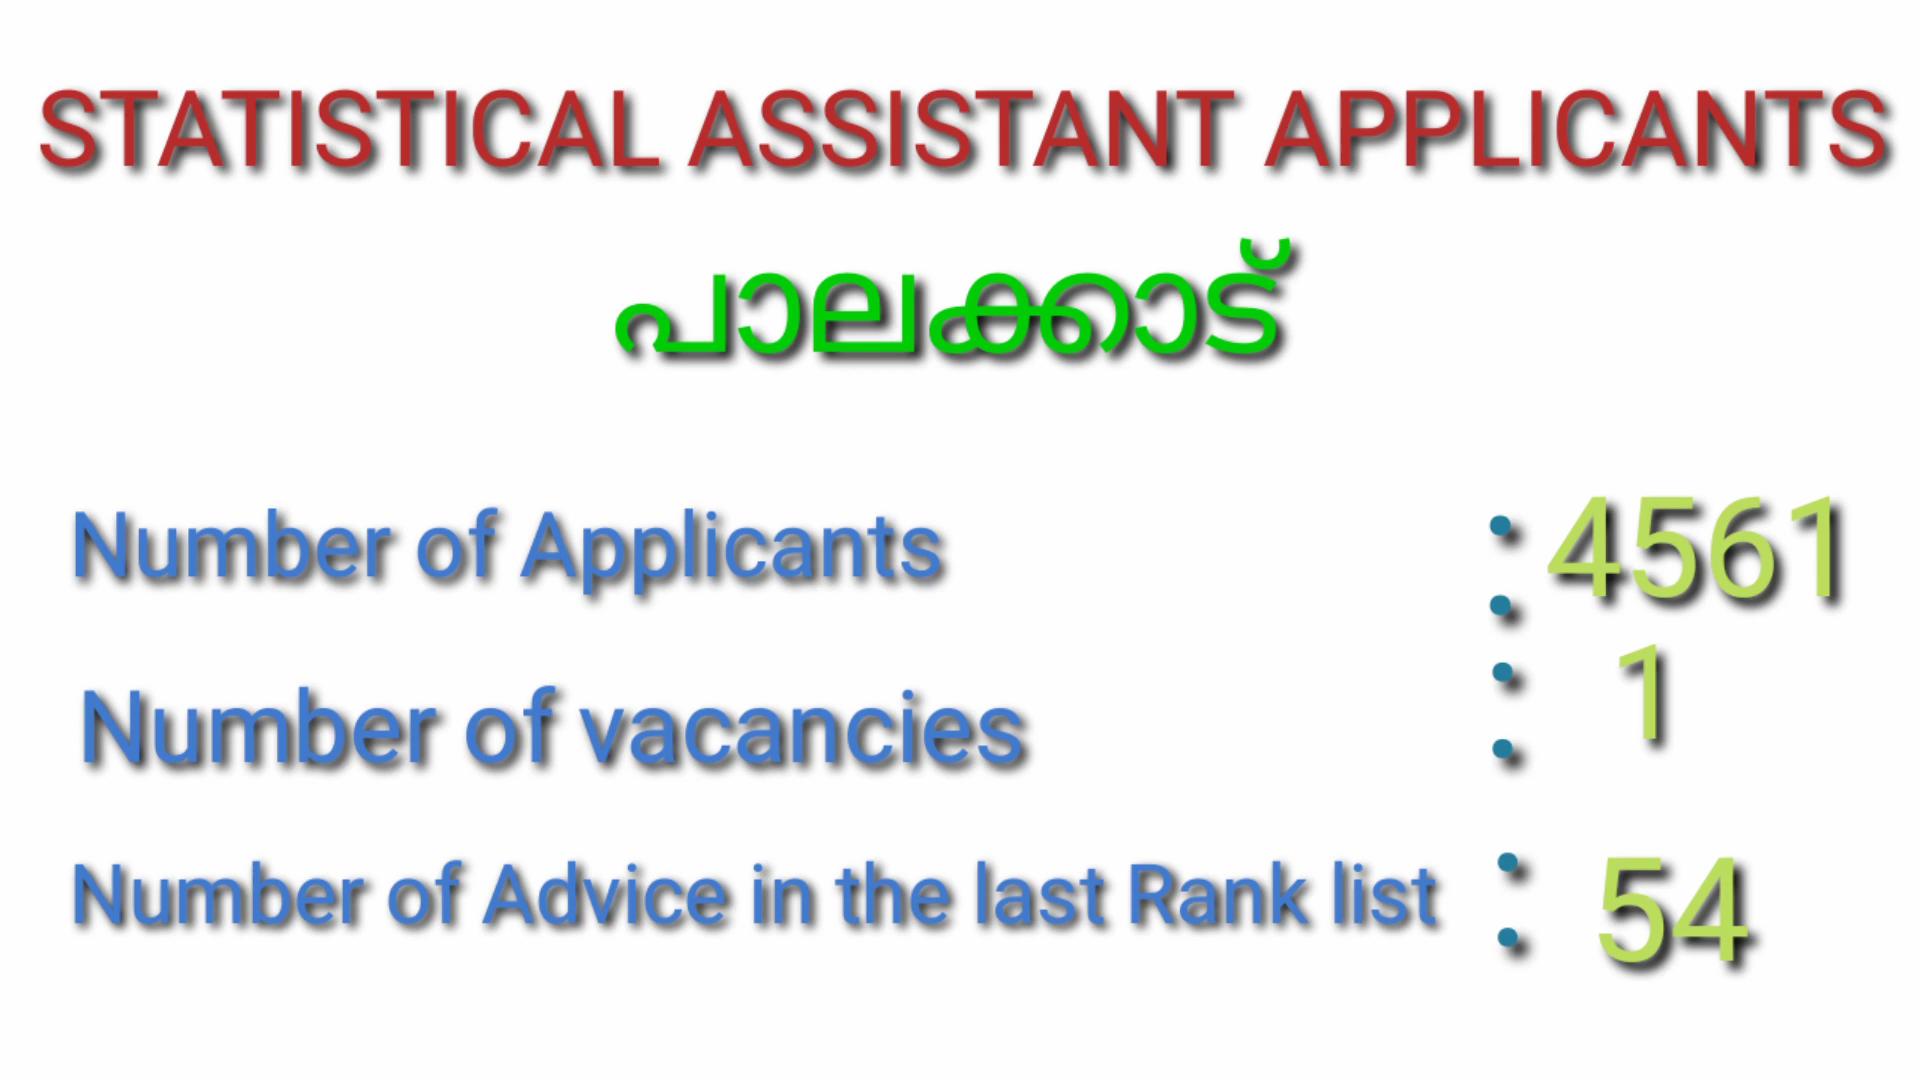 STATISTICAL ASSISTANT APPLICANTS
പാലക്കാട്
Number of Applicants : 4561
Number of vacancies : 1
Number of Advice in the last Rank list : 54